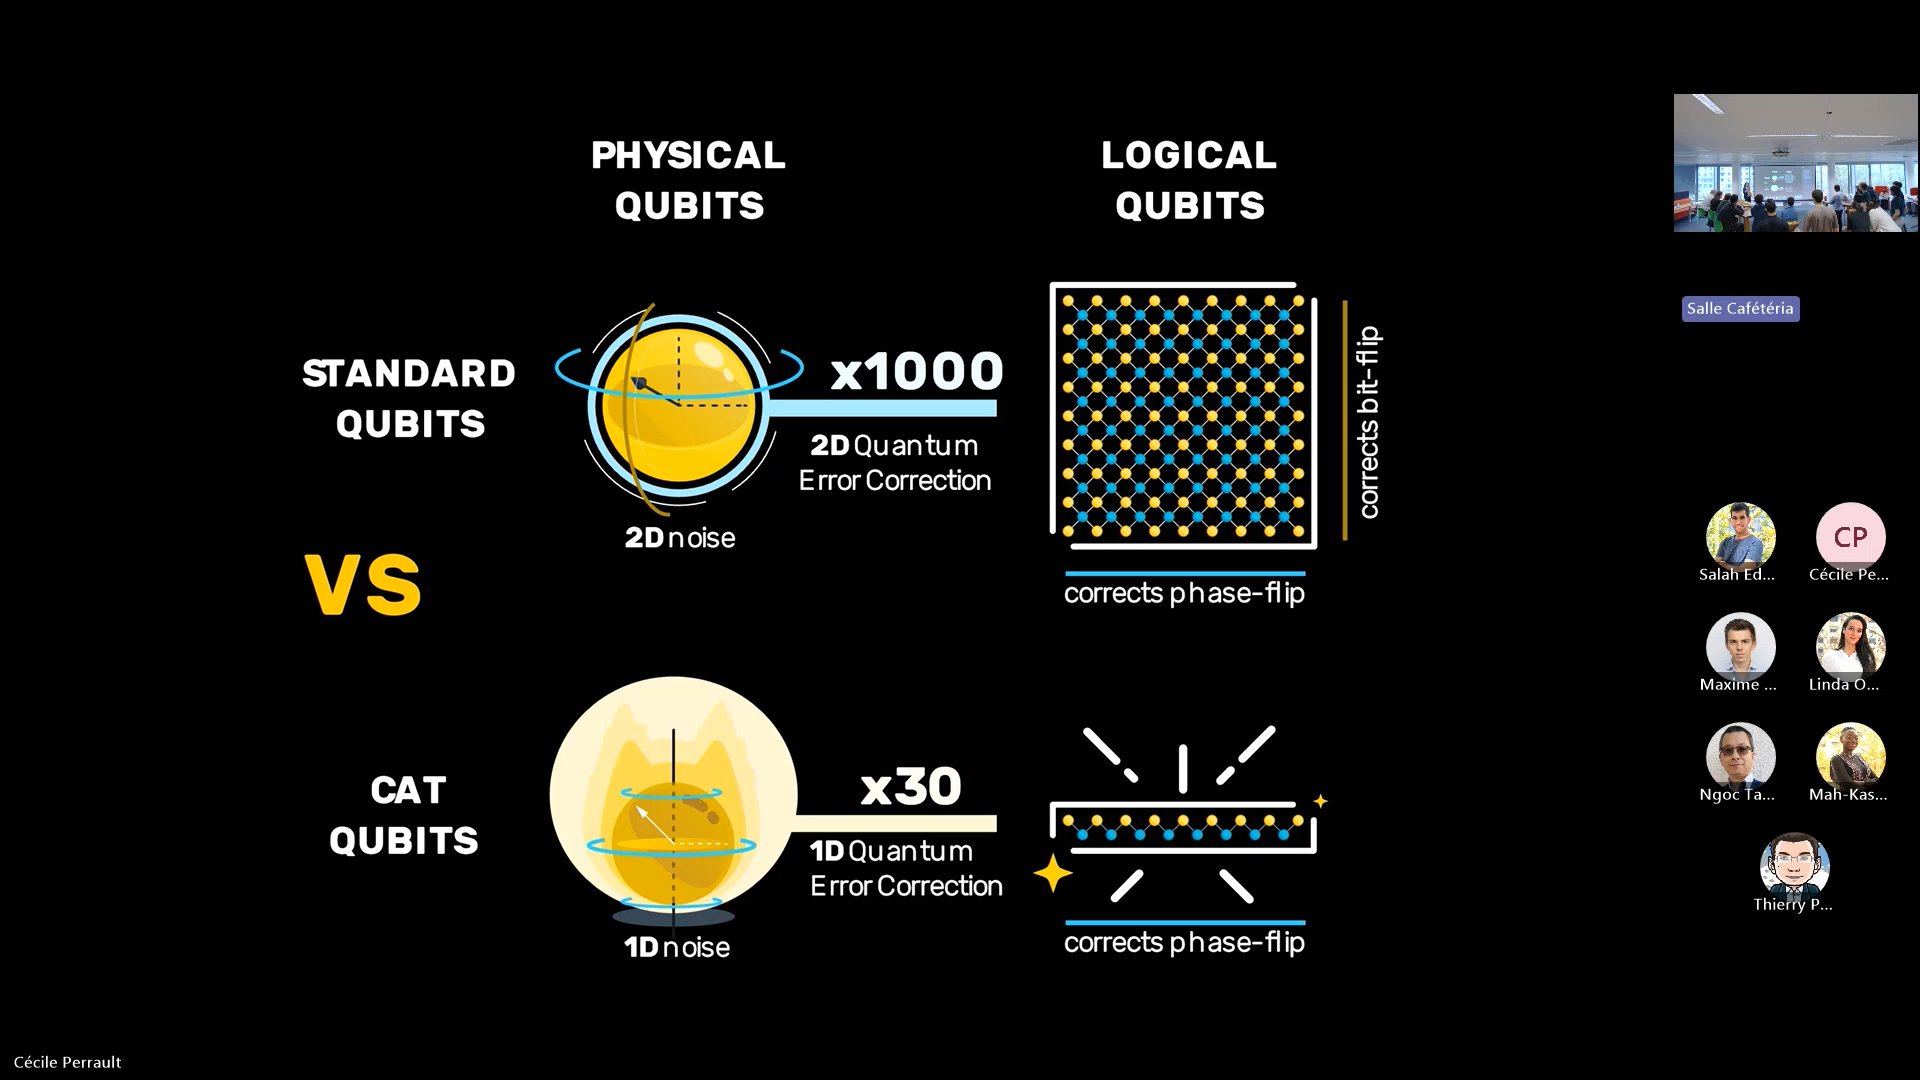 PHYSICAL
QUBITS
LOGICAL
QUBITS
STANDARD
QUBITS
x1000
2D Quantum
Error Correction
2D noise
corrects bit-flip
corrects phase-flip
VS
CAT
QUBITS
x30
1D Quantum
Error Correction
1D noise
corrects phase-flip
Salle Cafétéria
Salah Ed...
CP
Cécile Pe...
Maxime ...
Linda O...
Ngoc Ta...
Mah-Kas...
Thierry P...
Cécile Perrault